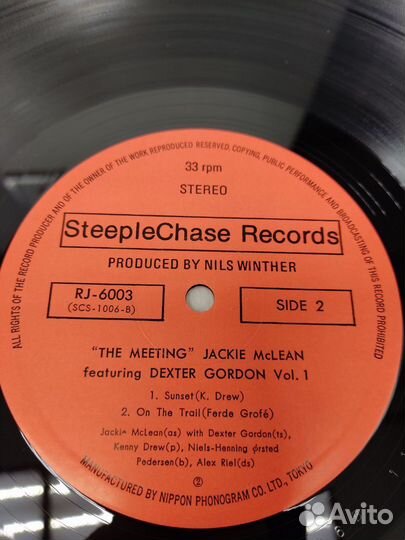 ALL RIGHTS OF THE RECORD PRODUCER AND OF THE OWNER OF THE WORK REPRODUCED RESERVED. COPYING, PUBLIC PERFORMANCE AND BROADCASTING OF THIS RECORD PROHIBITED
33 rpm
STEREO
SteepleChase Records
PRODUCED BY NILS WINTHER
RJ-6003
(SCS-1006-B)
SIDE 2
"THE MEETING" JACKIE McLEAN
featuring DEXTER GORDON Vol. 1
1. Sunset (K. Drew)
2. On The Trail (Ferde Grofé)
Jackie McLean(as) with Dexter Gordon(ts),
Kenny Drew(p), Niels-Henning φrsted
Pedersen(b), Alex Riel(ds)
②
MANUFACTURED BY NIPPON PHONOGRAM CO. LTD., TOKYO
Avito